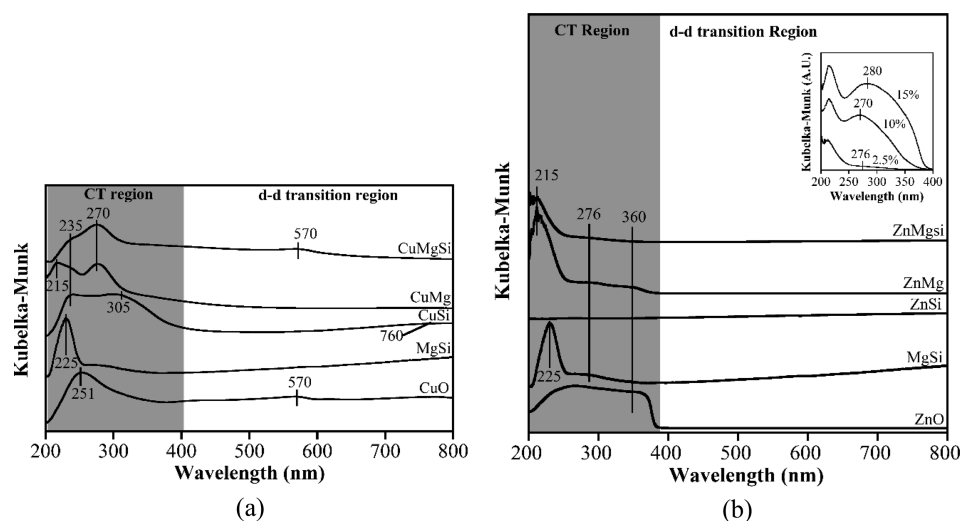 CT region
d-d transition region
235
270
570
CuMgSi
215
CuMg
305
CuSi
760
MgSi
225
251
570
CuO
Kubelka-Munk
200 300 400 500 600 700 800
Wavelength (nm)
(a)
CT Region
d-d transition Region
Kubelka-Munk (A.U.)
280
15%
270
10%
276
2.5%
200 250 300 350 400
Wavelength (nm)
215
276
360
ZnMgsi
ZnMg
ZnSi
MgSi
225
ZnO
Kubelka-Munk
200 300 400 500 600 700 800
Wavelength (nm)
(b)